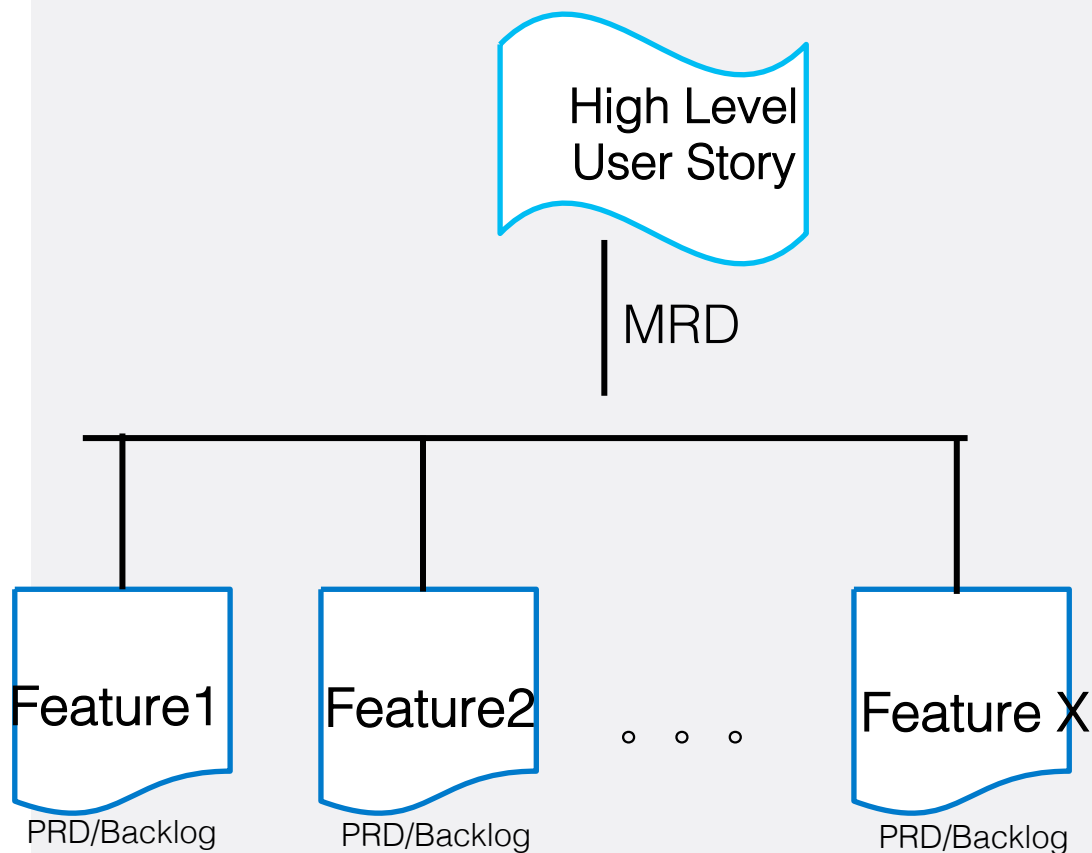 High Level
User Story
MRD
Feature1
Feature2
Feature X
PRD/Backlog
PRD/Backlog
PRD/Backlog